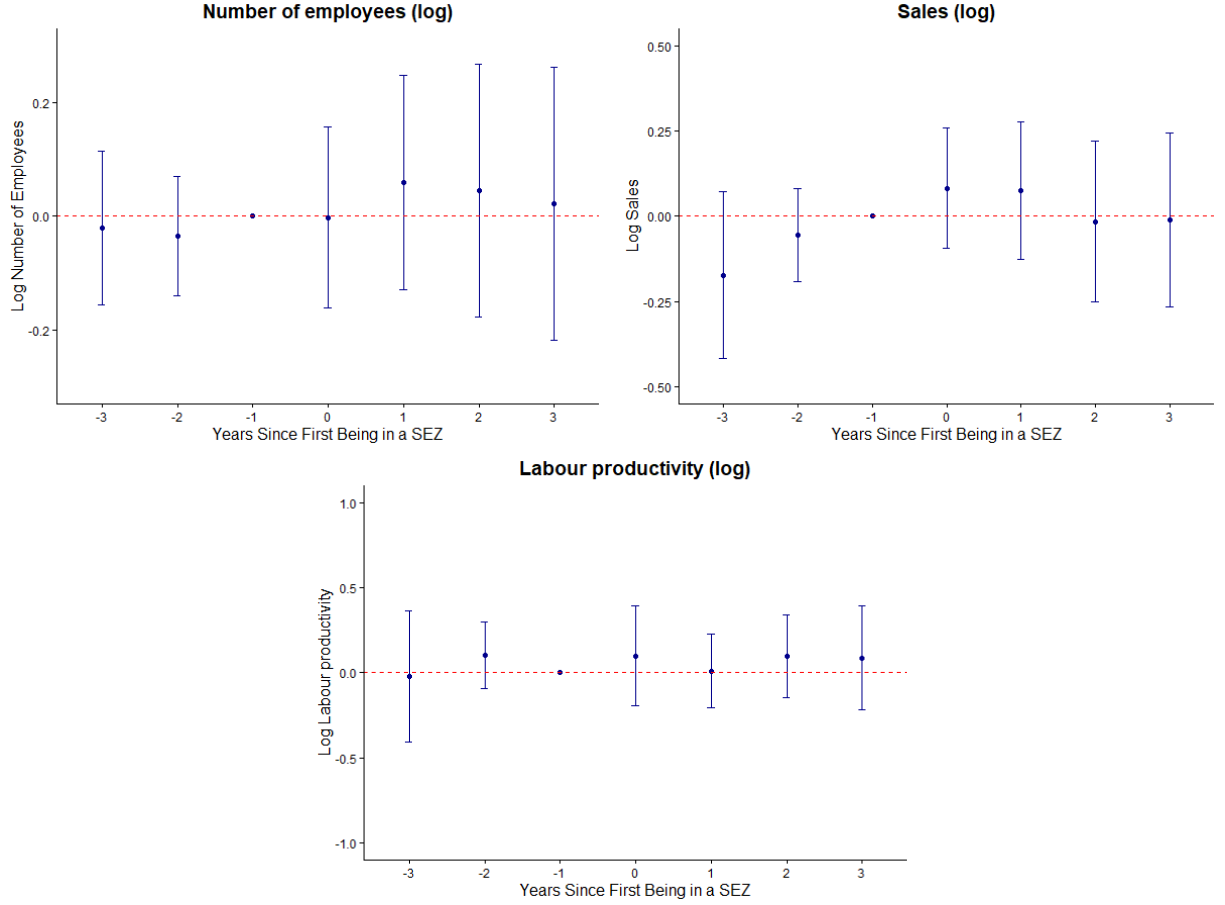 Number of employees (log)
Log Number of Employees
0.2
0.0
-0.2
-3 -2 -1 0 1 2 3
Years Since First Being in a SEZ
Sales (log)
Log Sales
0.50
0.25
0.00
-0.25
-0.50
-3 -2 -1 0 1 2 3
Years Since First Being in a SEZ
Labour productivity (log)
Log Labour productivity
1.0
0.5
0.0
-0.5
-1.0
-3 -2 -1 0 1 2 3
Years Since First Being in a SEZ